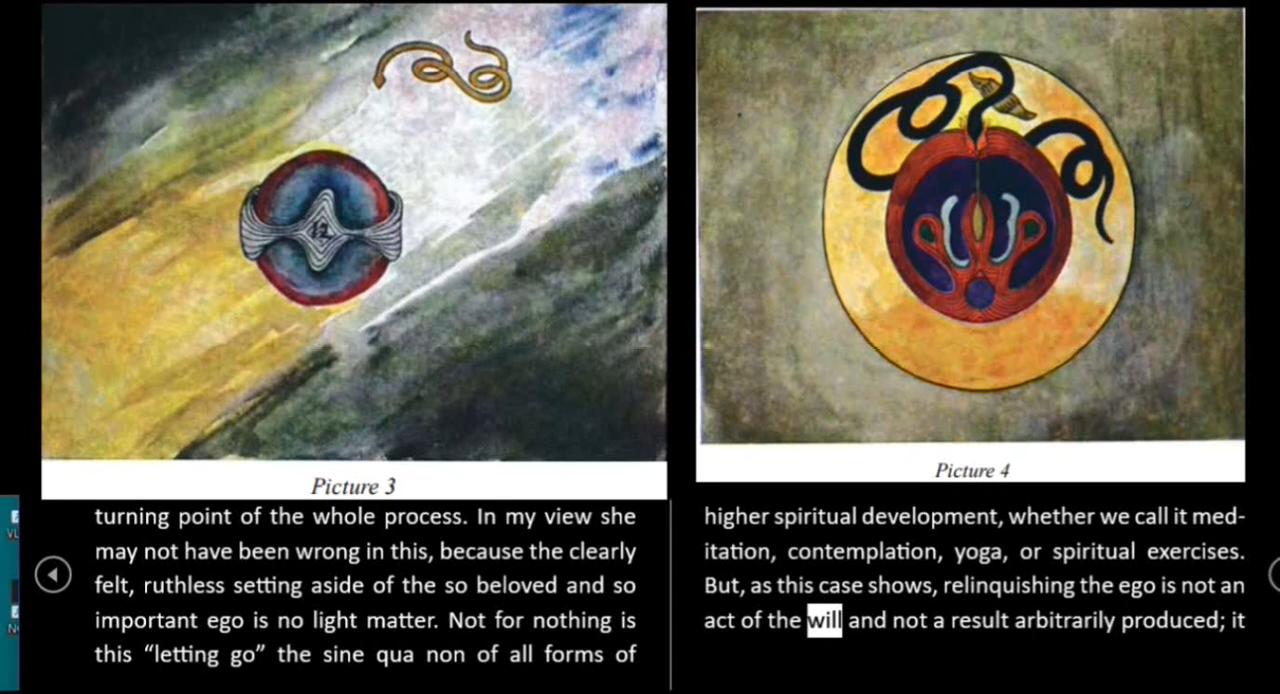 12
Picture 3
turning point of the whole process. In my view she
may not have been wrong in this, because the clearly
felt, ruthless setting aside of the so beloved and so
important ego is no light matter. Not for nothing is
this “letting go” the sine qua non of all forms of
Picture 4
higher spiritual development, whether we call it med-
itation, contemplation, yoga, or spiritual exercises.
But, as this case shows, relinquishing the ego is not an
act of the will and not a result arbitrarily produced; it